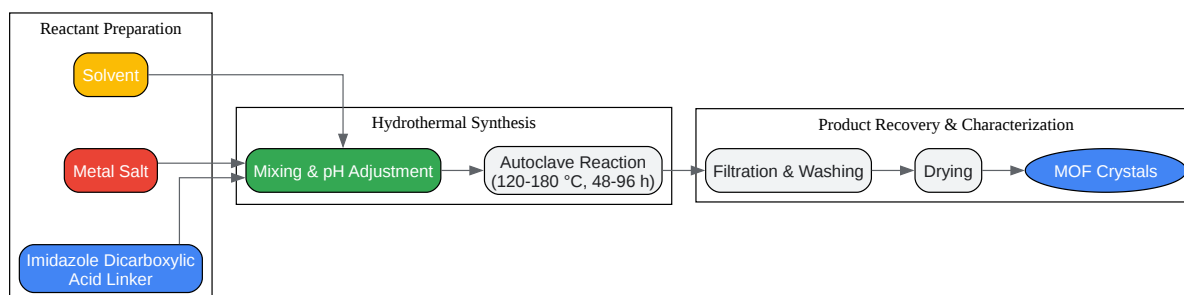 Reactant Preparation
Solvent
Metal Salt
Imidazole Dicarboxylic
Acid Linker
Hydrothermal Synthesis
Mixing & pH Adjustment
Autoclave Reaction
(120-180 °C, 48-96 h)
Product Recovery & Characterization
Filtration & Washing
Drying
MOF Crystals